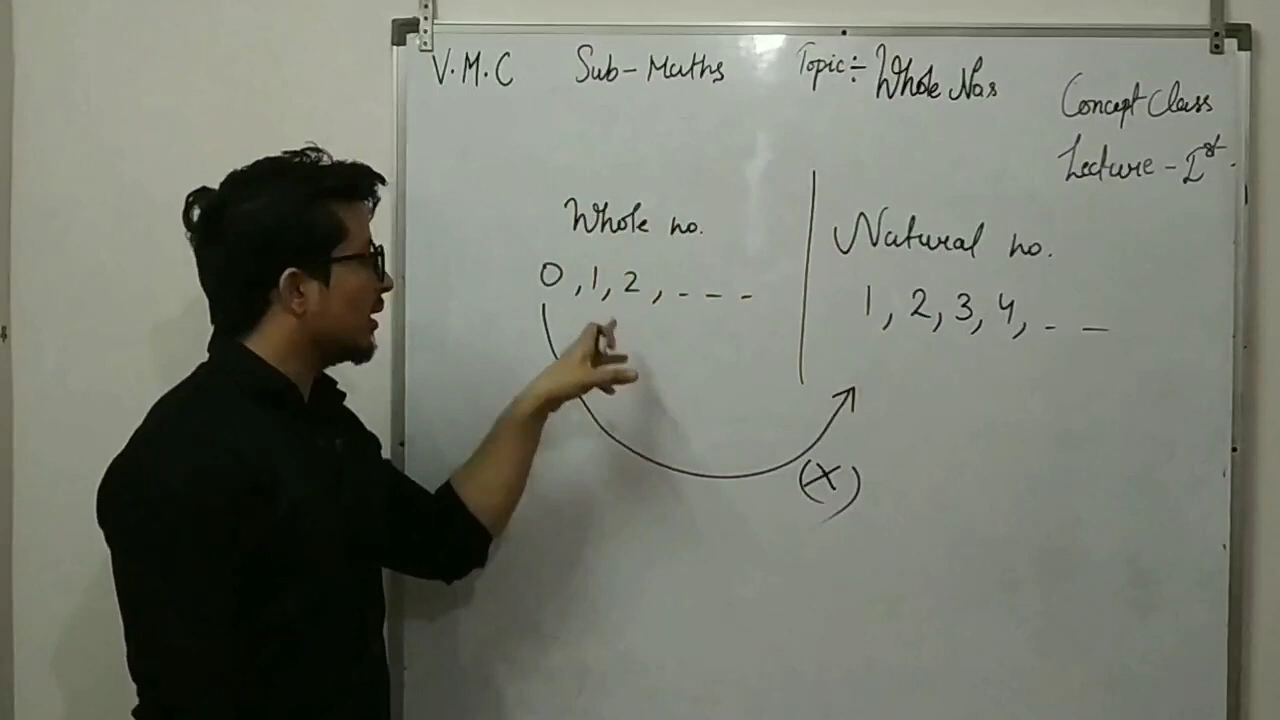 V.M.C Sub-Maths Topic:- Whole Nos
Concept Class
Lecture - Ist.
Whole no.
0, 1, 2, - - -
Natural no.
1, 2, 3, 4, - -
(X)